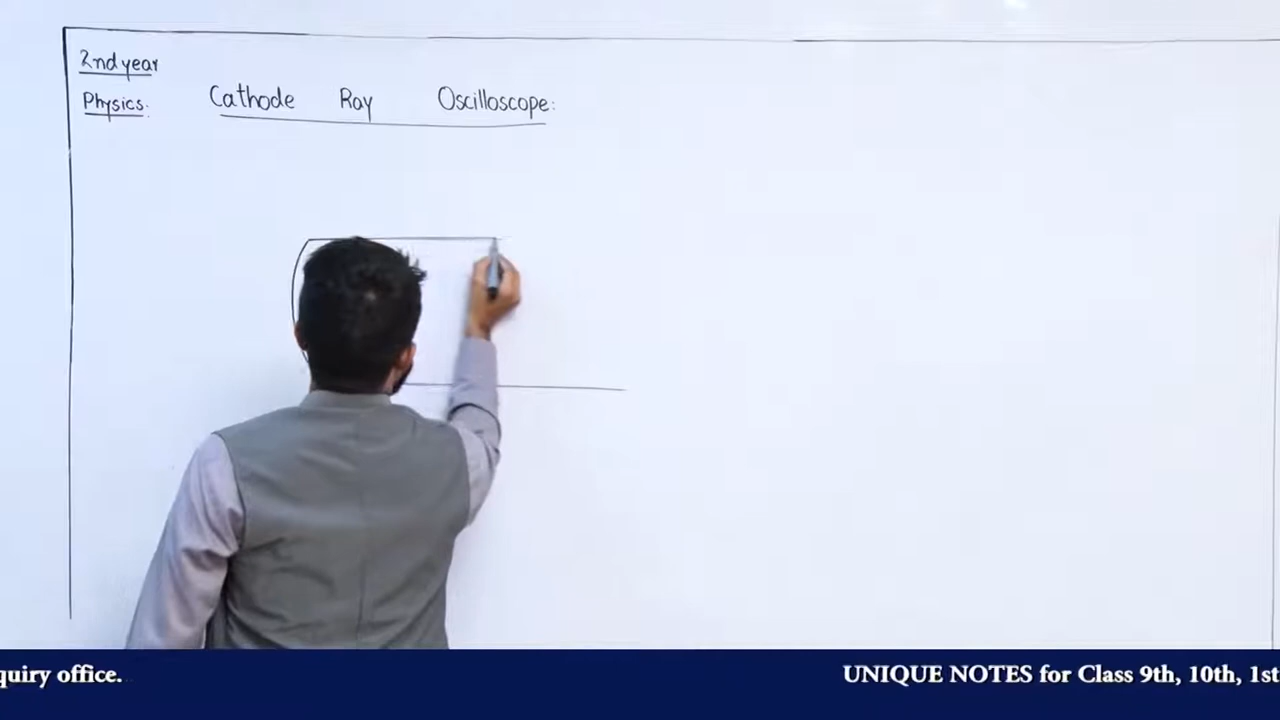 2nd year
Physics: Cathode Ray Oscilloscope:
quiry office. UNIQUE NOTES for Class 9th, 10th, 1st